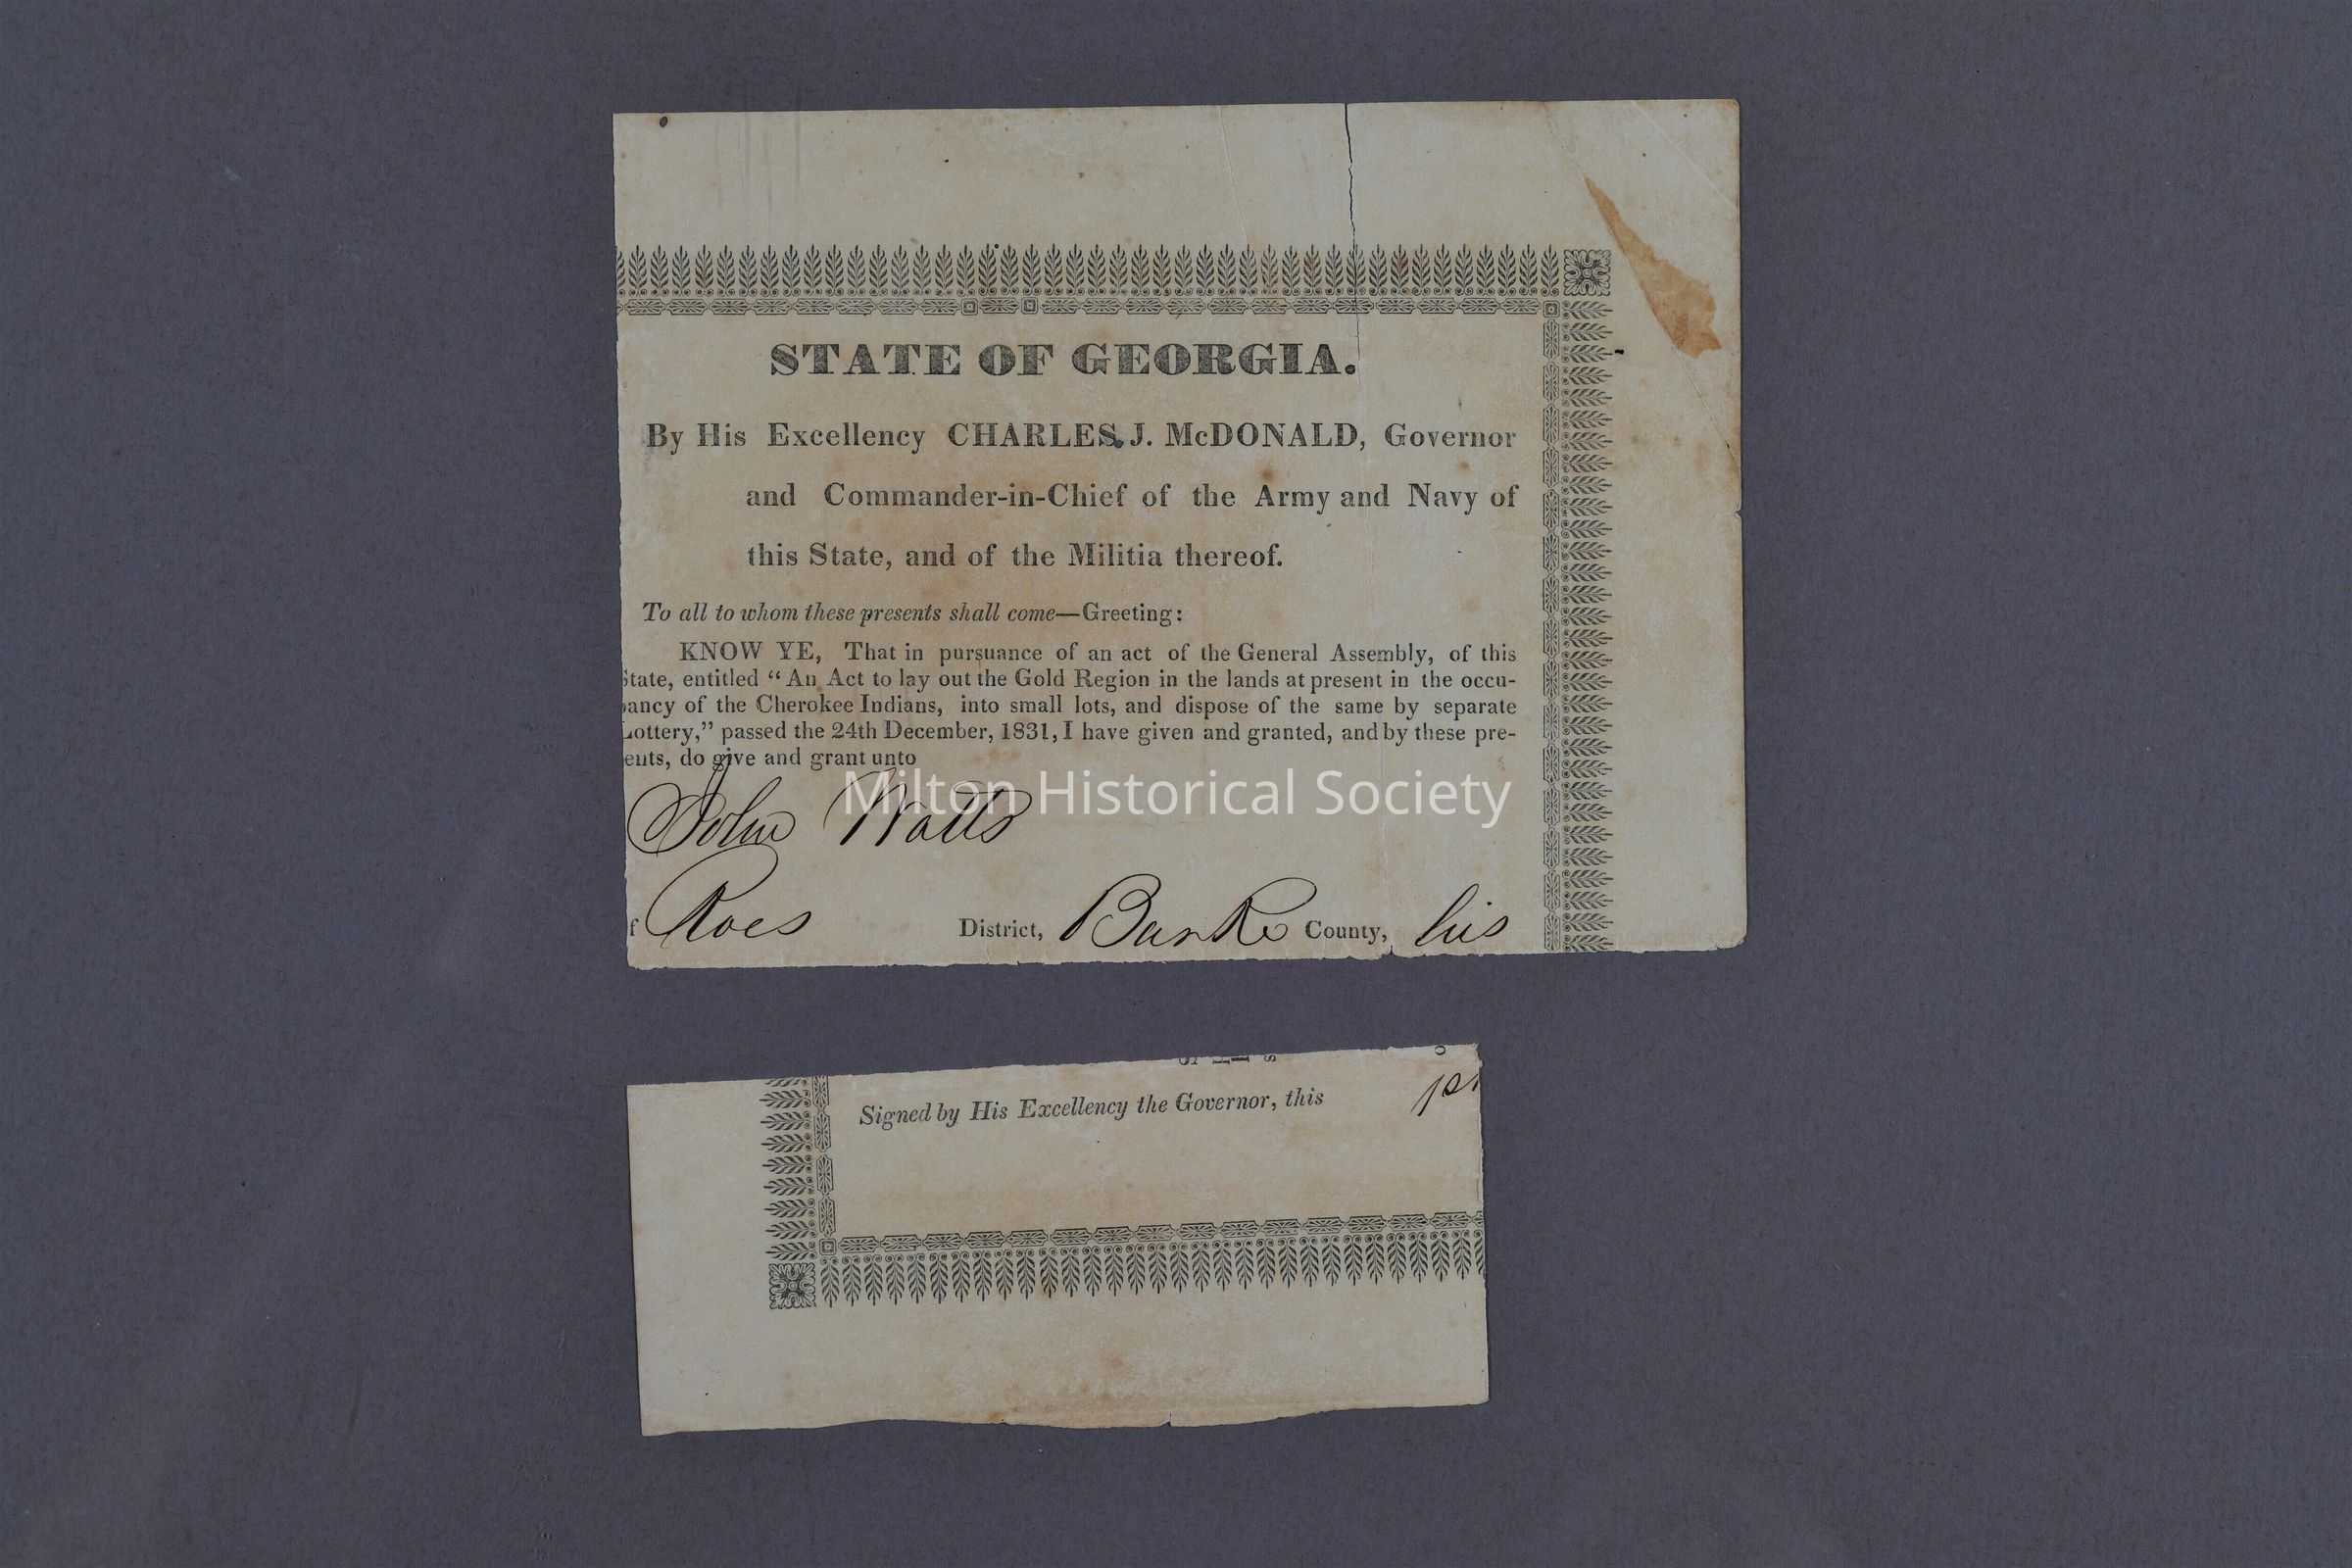 STATE OF GEORGIA.
By His Excellency CHARLES J. McDONALD, Governor
and Commander-in-Chief of the Army and Navy of
this State, and of the Militia thereof.
To all to whom these presents shall come—Greeting:
KNOW YE, That in pursuance of an act of the General Assembly, of this
State, entitled “An Act to lay out the Gold Region in the lands at present in the occu-
pancy of the Cherokee Indians, into small lots, and dispose of the same by separate
Lottery,” passed the 24th December, 1831, I have given and granted, and by these pre-
ents, do give and grant unto
Milton Historical Society
John Watts
f Roes District, Burke County, his
Signed by His Excellency the Governor, this